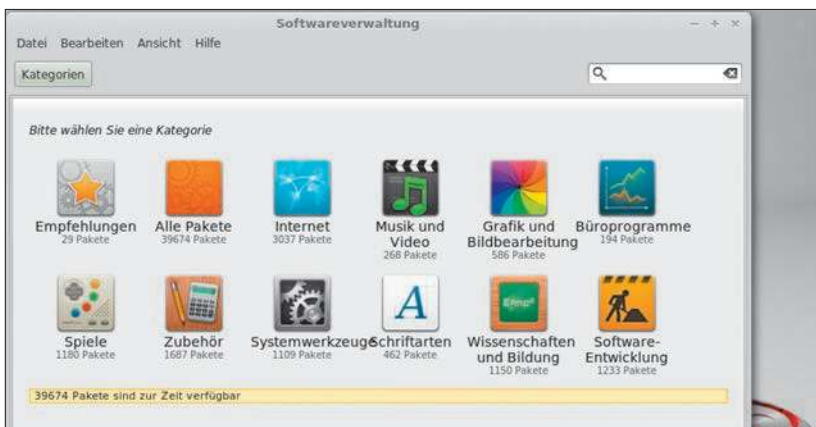 Softwareverwaltung
Datei Bearbeiten Ansicht Hilfe
Kategorien
Bitte wählen Sie eine Kategorie
Empfehlungen
29 Pakete
Alle Pakete
39674 Pakete
Internet
3037 Pakete
Musik und
Video
268 Pakete
Grafik und
Bildbearbeitung
586 Pakete
Büroprogramme
194 Pakete
Spiele
1180 Pakete
Zubehör
1687 Pakete
Systemwerkzeuge
1109 Pakete
Schriftarten
462 Pakete
Wissenschaften
und Bildung
1150 Pakete
Software-
Entwicklung
1233 Pakete
39674 Pakete sind zur Zeit verfügbar